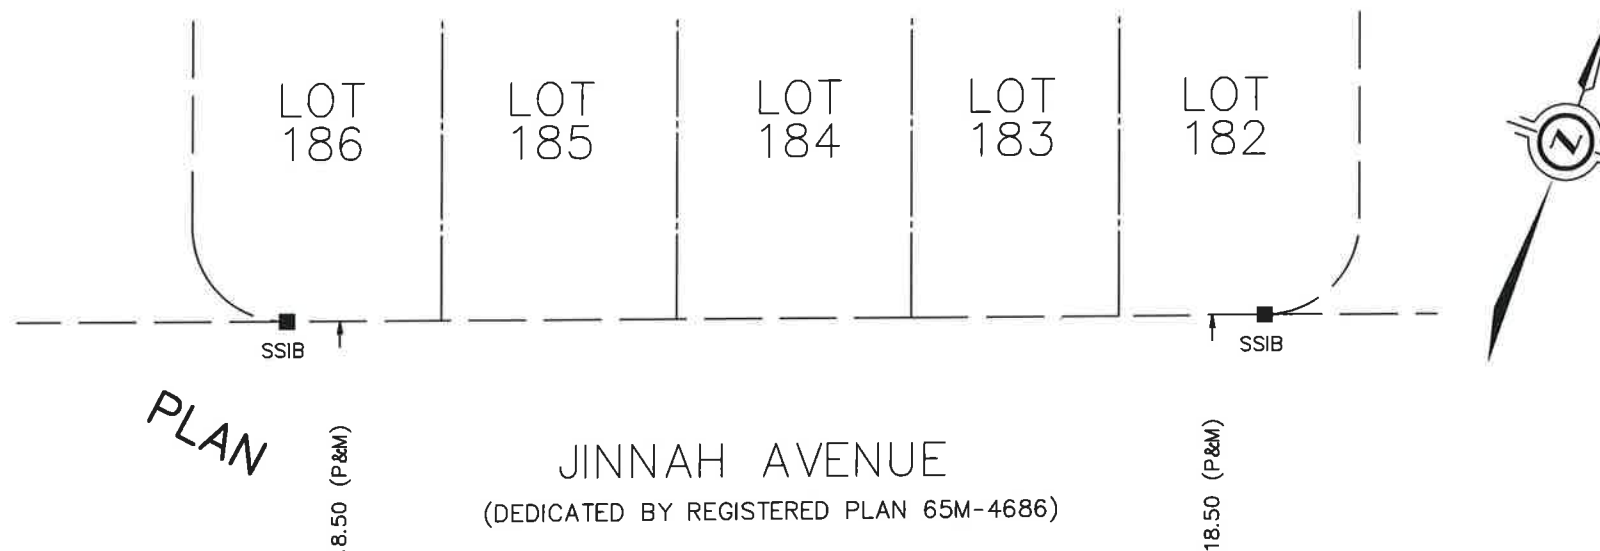 LOT
186
LOT
185
LOT
184
LOT
183
LOT
182
N
SSIB
SSIB
PLAN
8.50 (P&M)
JINNAH AVENUE
(DEDICATED BY REGISTERED PLAN 65M-4686)
18.50 (P&M)